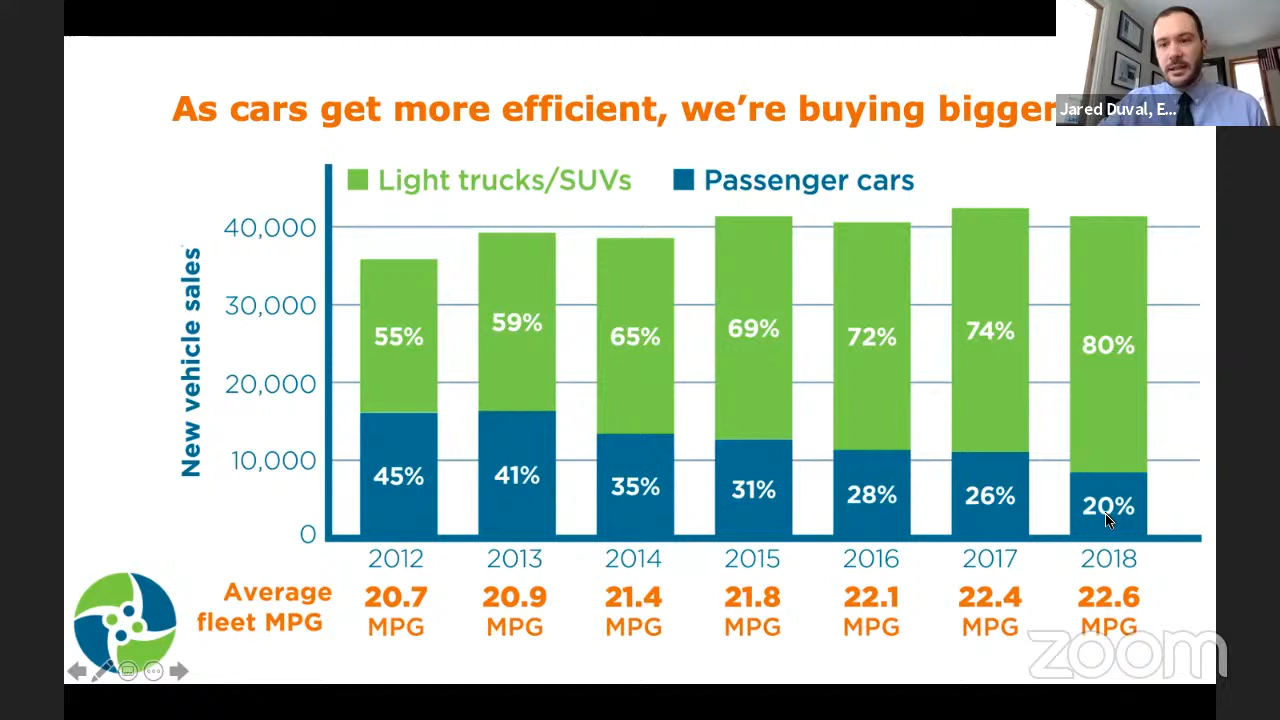 As cars get more efficient, we're buying bigger
Jared Duval, E...
Light trucks/SUVs
Passenger cars
New vehicle sales
40,000
30,000
20,000
10,000
0
55%
59%
65%
69%
72%
74%
80%
45%
41%
35%
31%
28%
26%
20%
2012
2013
2014
2015
2016
2017
2018
Average
fleet MPG
20.7
20.9
21.4
21.8
22.1
22.4
22.6
MPG
MPG
MPG
MPG
MPG
MPG
MPG
zoom